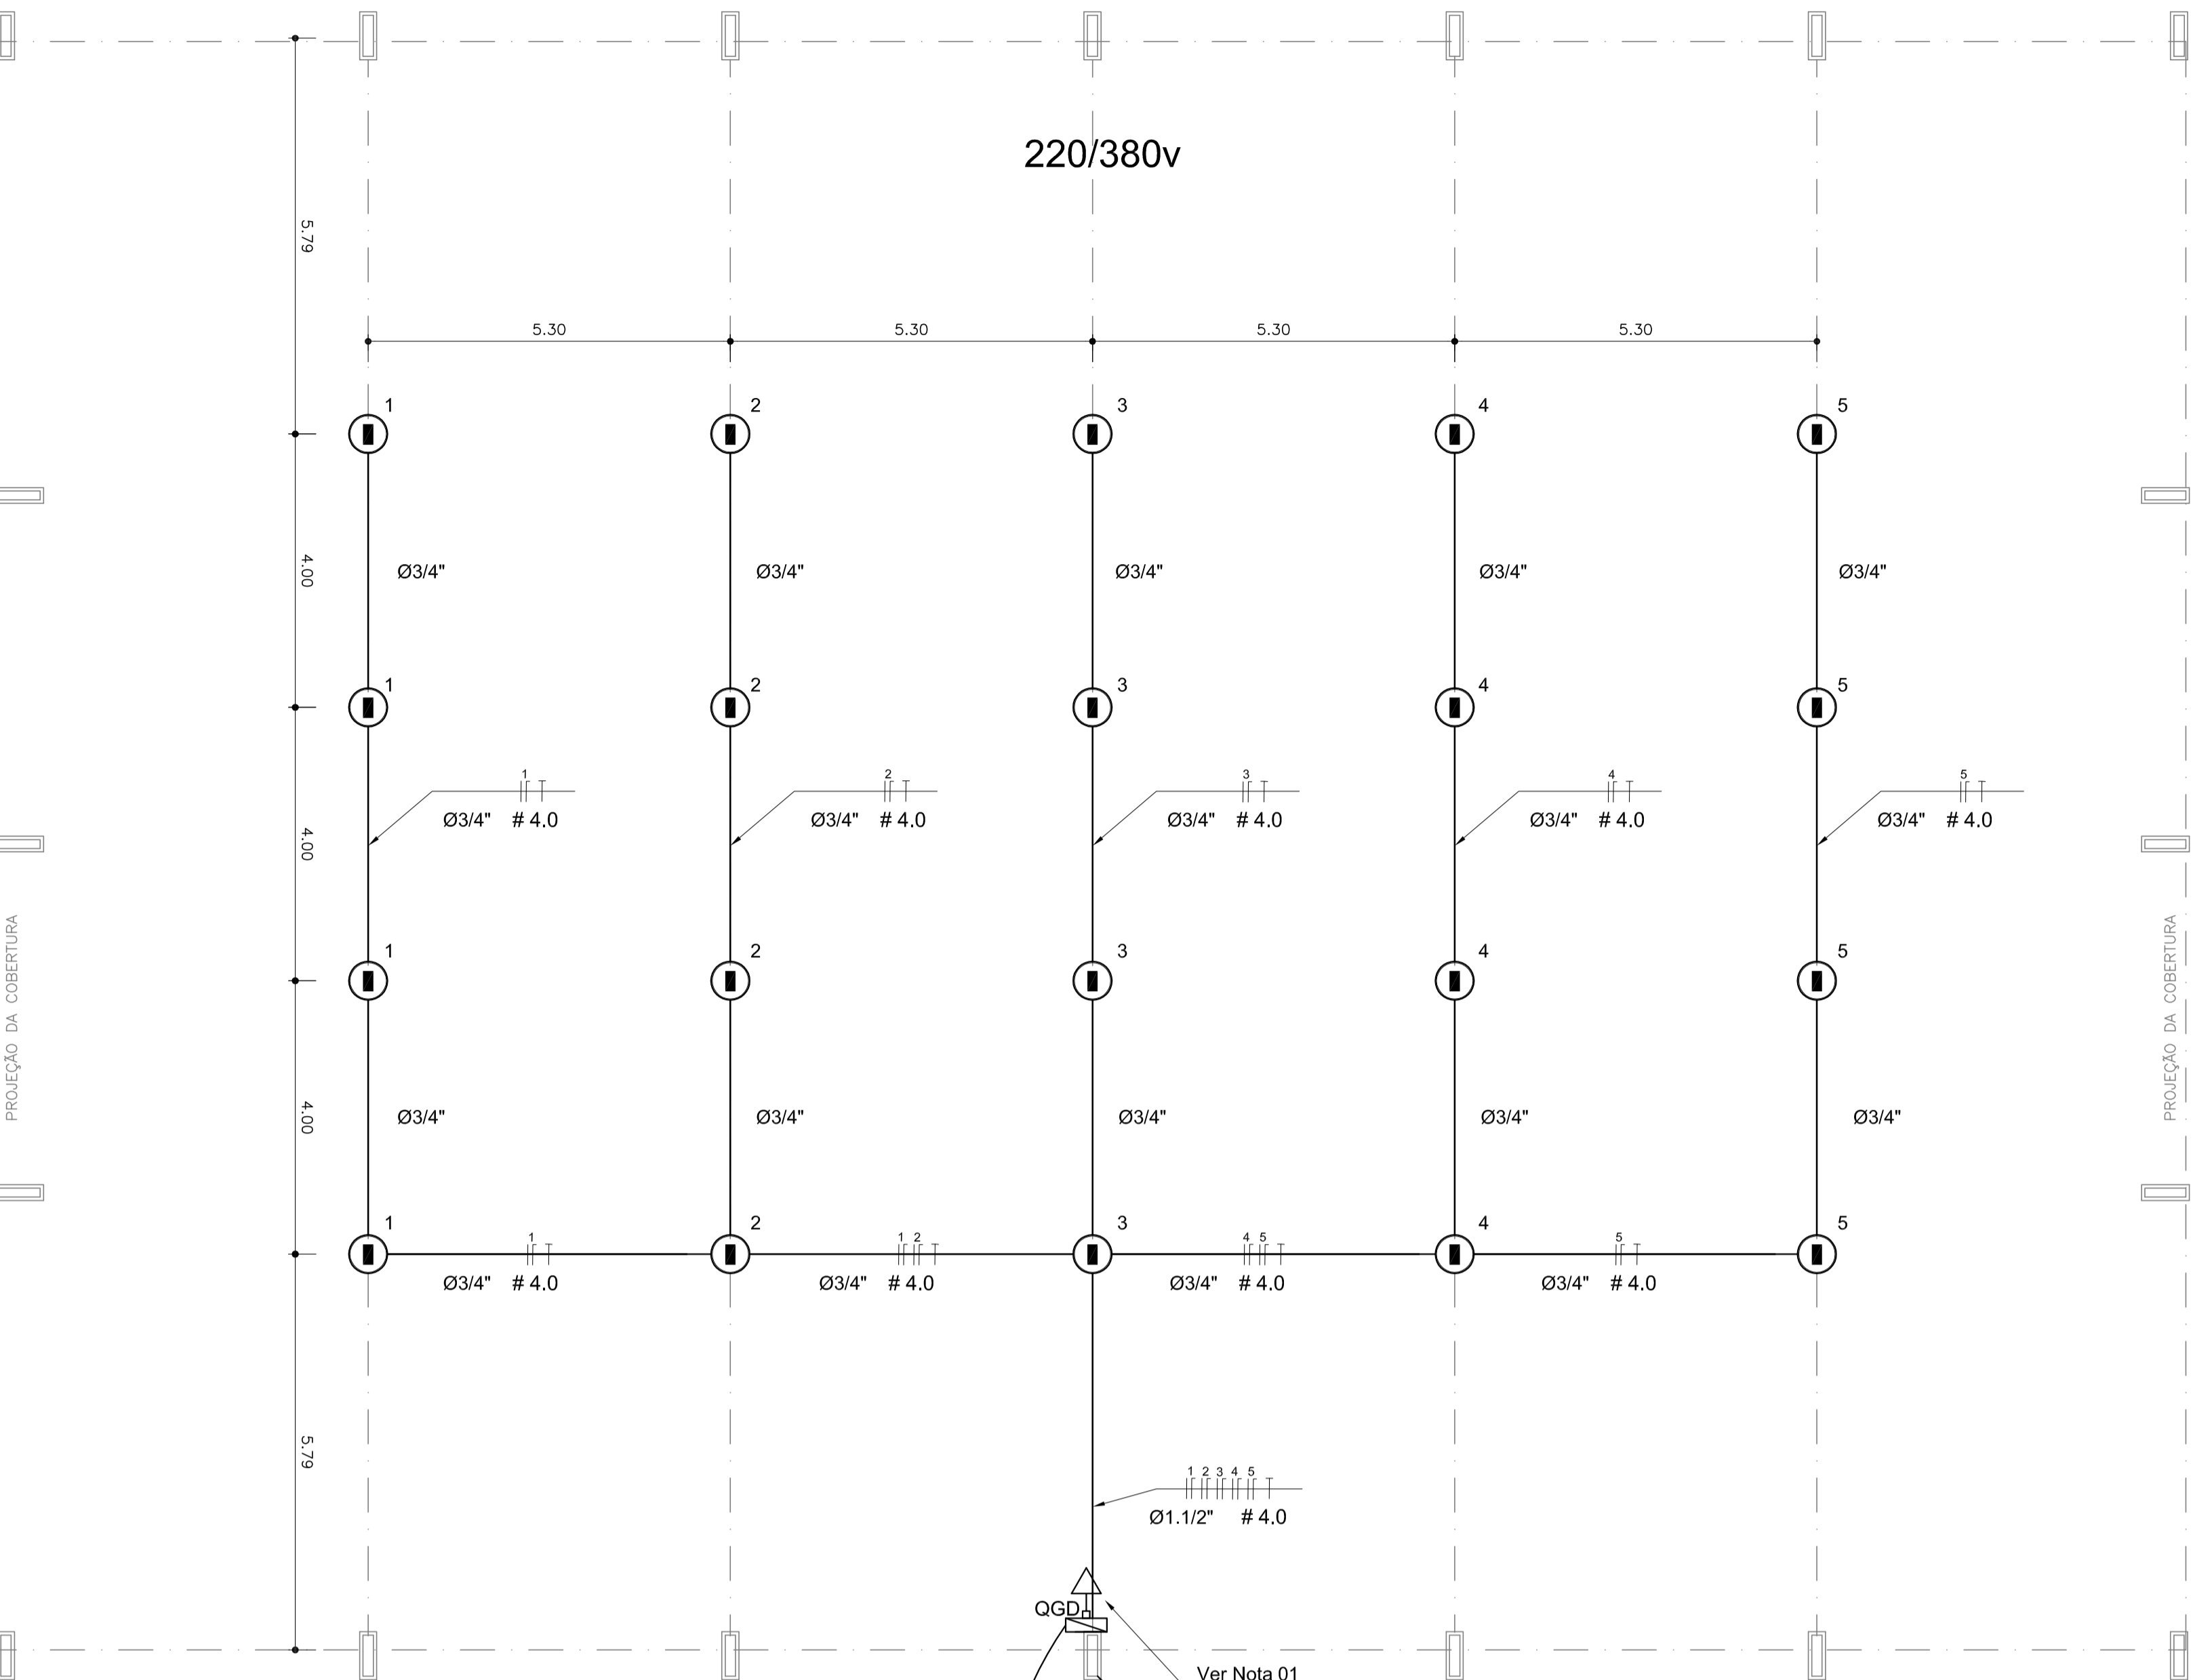 220/380v
5.79
5.30 5.30 5.30 5.30
1 2 3 4 5
4.00
Ø3/4" Ø3/4" Ø3/4" Ø3/4" Ø3/4"
1 2 3 4 5
1 2 3 4 5
4.00
Ø3/4" # 4.0 Ø3/4" # 4.0 Ø3/4" # 4.0 Ø3/4" # 4.0 Ø3/4" # 4.0
PROJEÇÃO DA COBERTURA
PROJEÇÃO DA COBERTURA
1 2 3 4 5
4.00
Ø3/4" Ø3/4" Ø3/4" Ø3/4" Ø3/4"
1 2 3 4 5
1 1 2 4 5 5
Ø3/4" # 4.0 Ø3/4" # 4.0 Ø3/4" # 4.0 Ø3/4" # 4.0
5.79
1 2 3 4 5
Ø1.1/2" # 4.0
QGD
Ver Nota 01